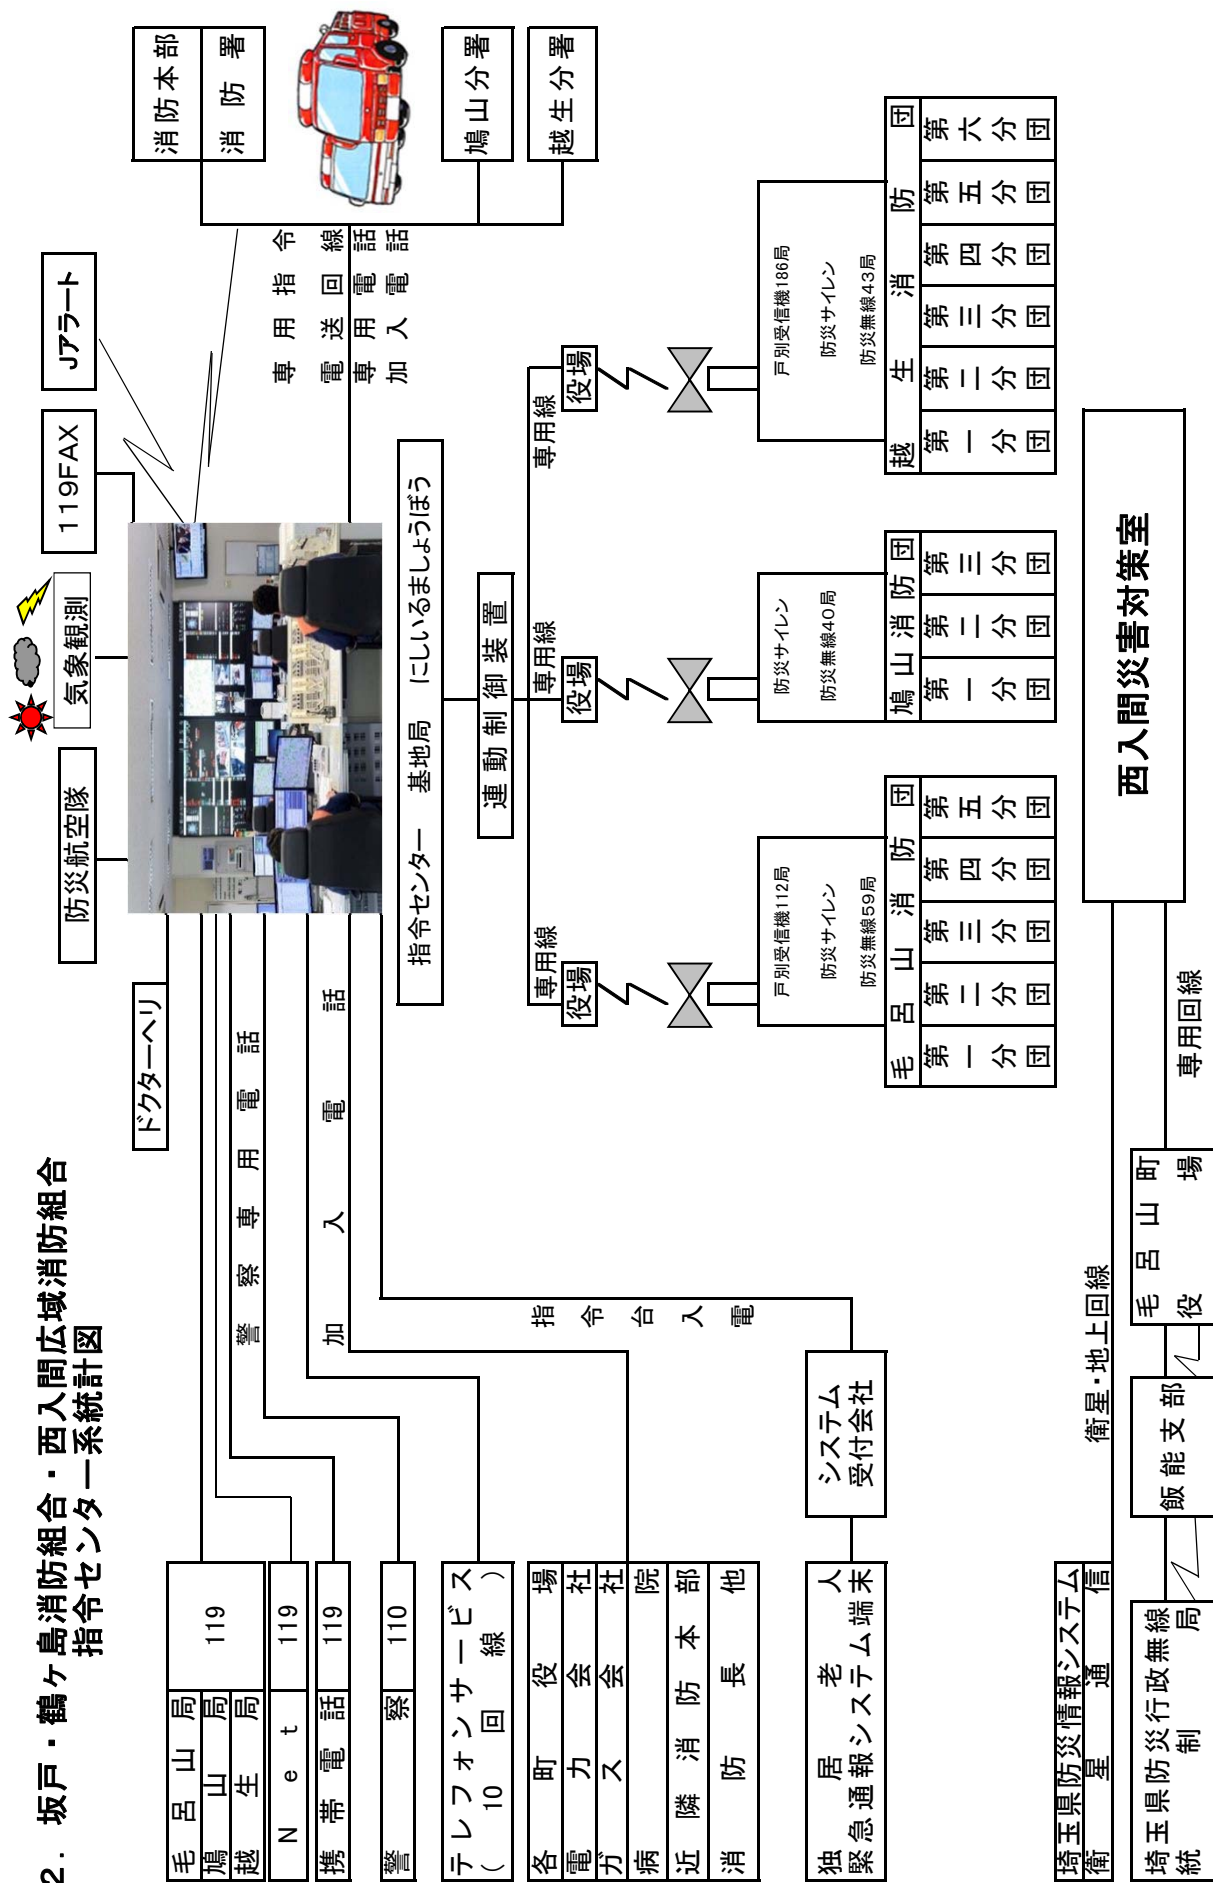 2．坂戸・鶴ヶ島消防組合・西入間広域消防組合
指令センター系統計図
ドクターヘリ
防災航空隊
気象観測
119FAX
Jアラート
消防本部
消防署
鳩山分署
越生分署
専用指令
電送回線
専用電話
加入電話
毛呂山局
鳩山局
越生局
119
Net
119
携帯電話
119
警察
110
警察専用電話
テレフォンサービス
（10回線）
加入電話
各町役場
電力会社
ガス会社
病院
近隣消防本部
消防長他
指令台入電
独居老人
緊急通報システム端末
システム
受付会社
指令センター　基地局　にしいるましょうぼう
連動制御装置
専用線
役場
戸別受信機112局
防災サイレン
防災無線59局
毛呂山消防団
第一分団
第二分団
第三分団
第四分団
第五分団
専用線
役場
防災サイレン
防災無線40局
鳩山消防団
第一分団
第二分団
第三分団
専用線
役場
戸別受信機186局
防災サイレン
防災無線43局
越生消防団
第一分団
第二分団
第三分団
第四分団
第五分団
第六分団
埼玉県防災情報システム
衛星通信
衛星・地上回線
西入間災害対策室
埼玉県防災行政無線
統制局
飯能支部
毛呂山町
役場
専用回線